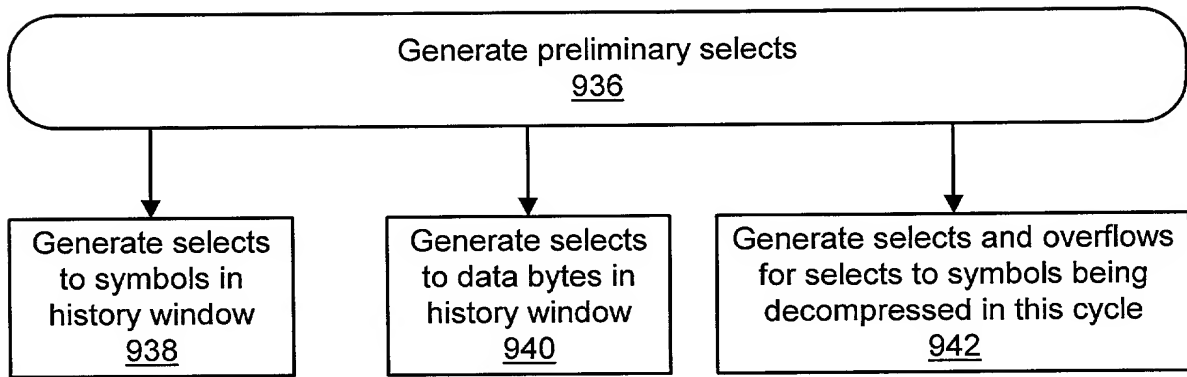 Generate preliminary selects
936
Generate selects
to symbols in
history window
938
Generate selects
to data bytes in
history window
940
Generate selects and overflows
for selects to symbols being
decompressed in this cycle
942